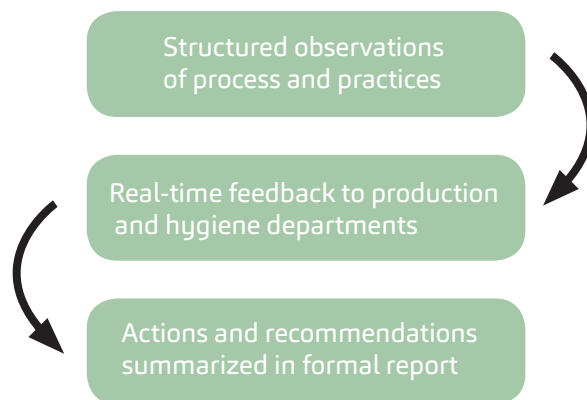 Structured observations
of process and practices
Real-time feedback to production
and hygiene departments
Actions and recommendations
summarized in formal report